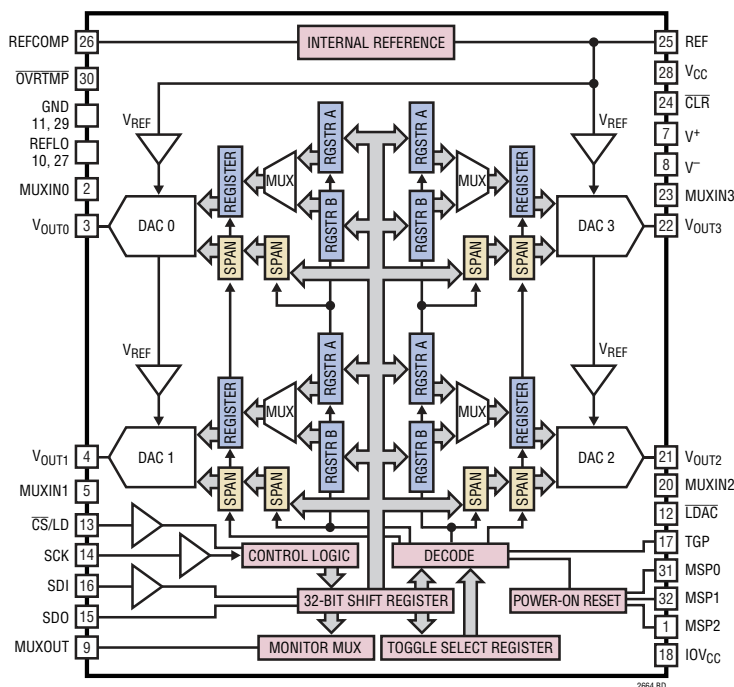 REFCOMP 26 INTERNAL REFERENCE 25 REF
OVRTMP 30 28 VCC
GND 11, 29 24 CLR
REFLO 10, 27 VREF VREF 7 V+
8 V−
MUXIN0 2 23 MUXIN3
REGISTER MUX RGSTR A RGSTR A MUX REGISTER
VOUT0 3 DAC 0 RGSTR B RGSTR B DAC 3 22 VOUT3
SPAN SPAN SPAN SPAN
VREF VREF
REGISTER MUX RGSTR A RGSTR A MUX REGISTER
VOUT1 4 DAC 1 RGSTR B RGSTR B DAC 2 21 VOUT2
MUXIN1 5 SPAN SPAN SPAN SPAN 20 MUXIN2
CS/LD 13 12 LDAC
SCK 14 CONTROL LOGIC DECODE 17 TGP
SDI 16 31 MSP0
SDO 15 32-BIT SHIFT REGISTER POWER-ON RESET 32 MSP1
1 MSP2
MUXOUT 9 MONITOR MUX TOGGLE SELECT REGISTER 18 IOVCC
2664 BD